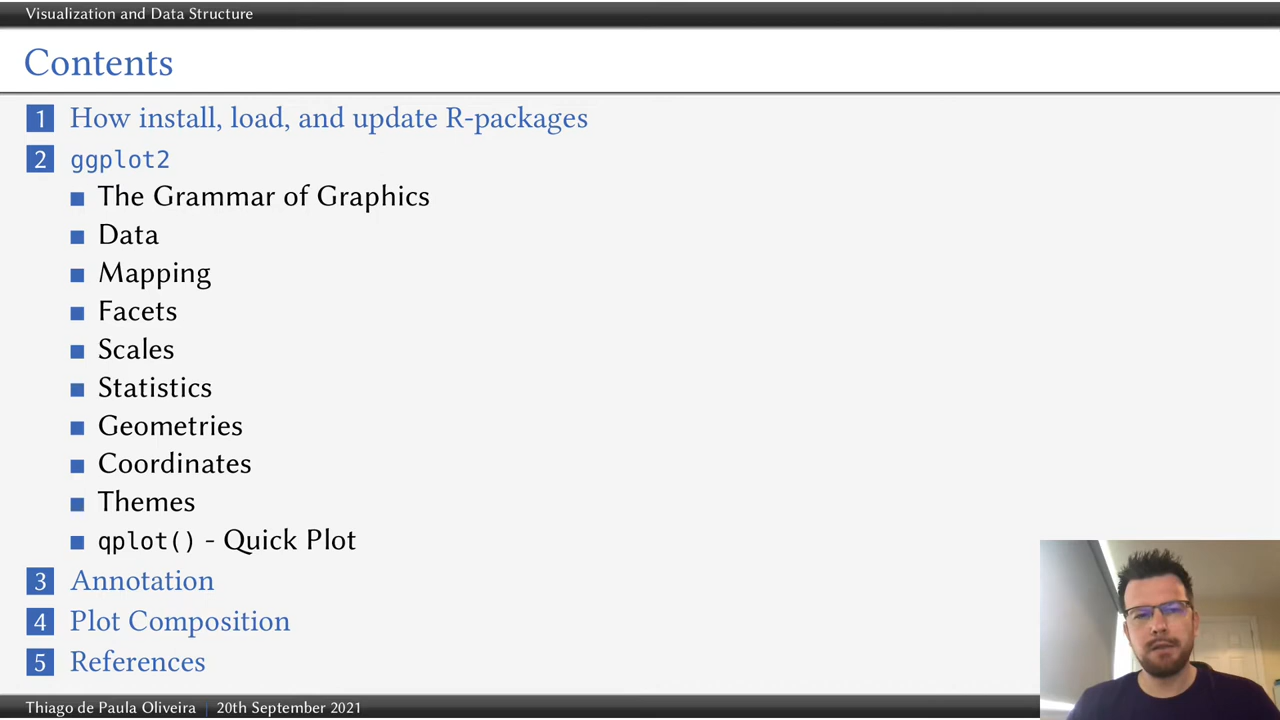 Visualization and Data Structure
Contents
1 How install, load, and update R-packages
2 ggplot2
The Grammar of Graphics
Data
Mapping
Facets
Scales
Statistics
Geometries
Coordinates
Themes
qplot() - Quick Plot
3 Annotation
4 Plot Composition
5 References
Thiago de Paula Oliveira | 20th September 2021